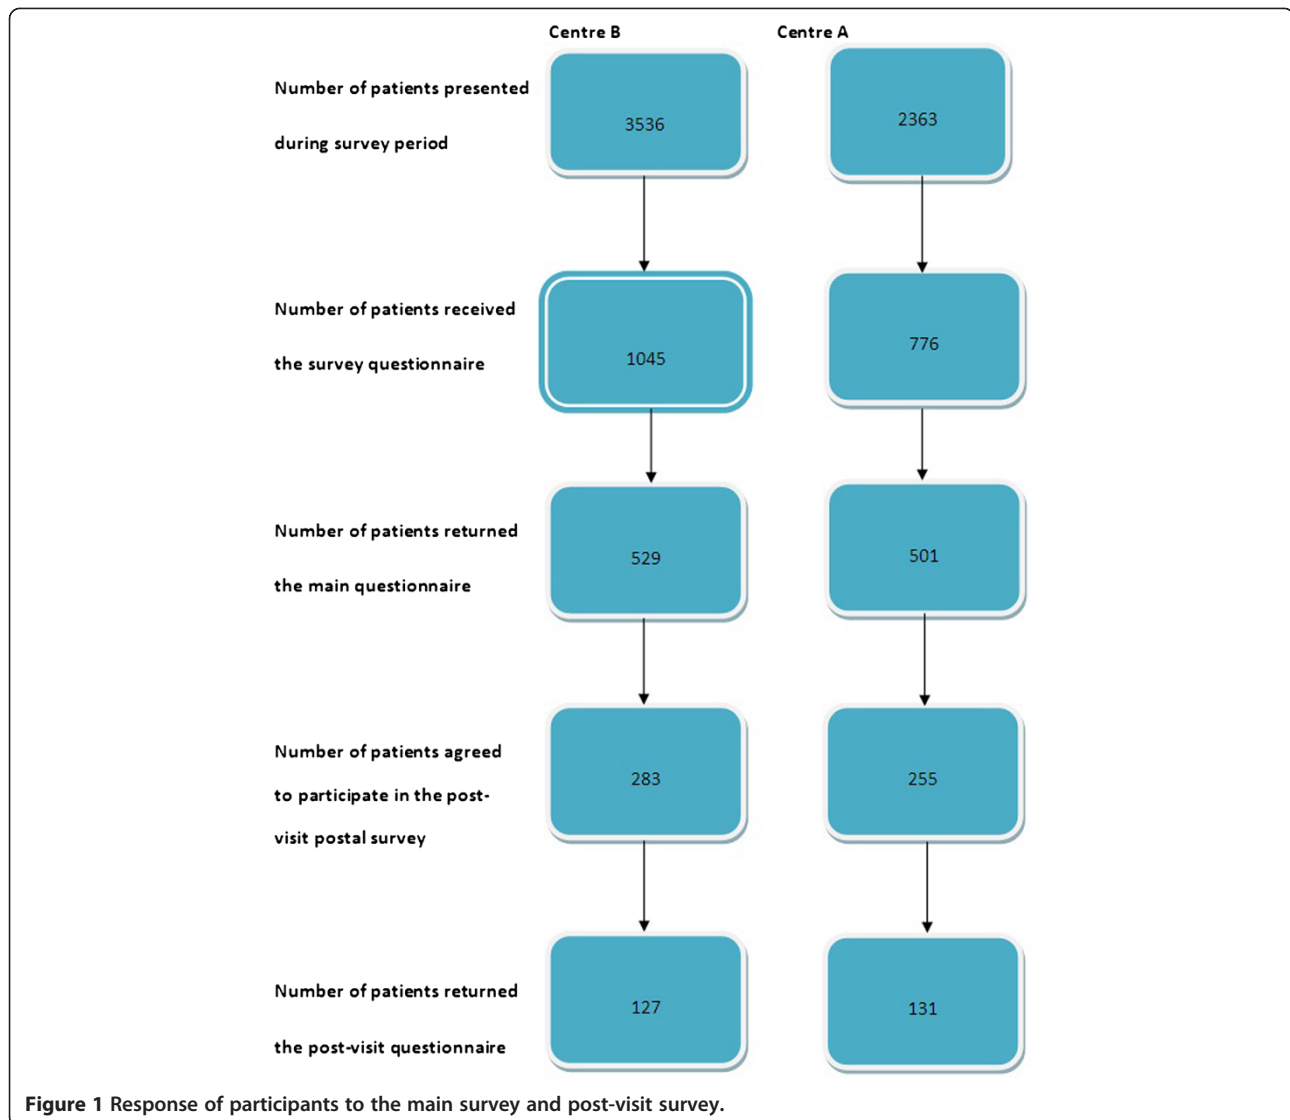 Centre B
Centre A
Number of patients presented
during survey period
3536
2363
Number of patients received
the survey questionnaire
1045
776
Number of patients returned
the main questionnaire
529
501
Number of patients agreed
to participate in the post-
visit postal survey
283
255
Number of patients returned
the post-visit questionnaire
127
131
Figure 1 Response of participants to the main survey and post-visit survey.